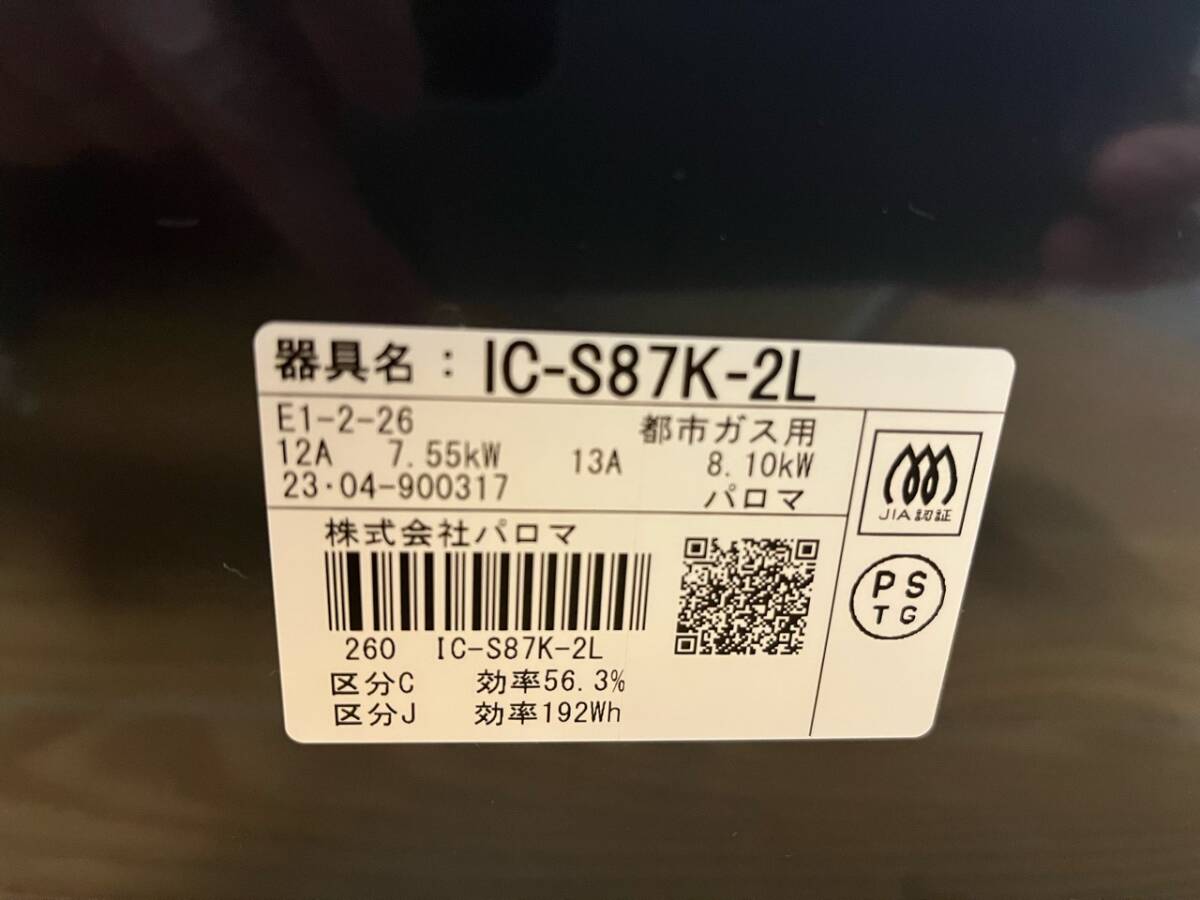 器具名：IC-S87K-2L
E1-2-26 都市ガス用
12A 7.55kW 13A 8.10kW
23・04-900317 パロマ
JIA認証
株式会社パロマ
260 IC-S87K-2L
PS
TG
区分C 効率56.3%
区分J 効率192Wh